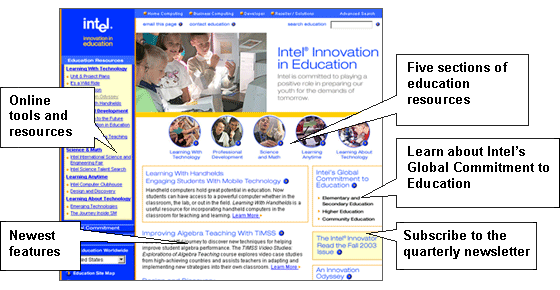 Home Computing
Business Computing
Developer
Reseller / Solutions
Advanced Search
email this page
contact education
search education
intel
innovation in
education
Intel® Innovation
in Education
Intel is committed to playing a
positive role in preparing our
youth for the demands of
tomorrow.
Education Resources
Learning With Technology
Unit & Project Plans
It's a Wild Ride
Odyssey
with Handhelds
Development
to the Future
in Education
Teaching
Science & Math
Intel International Science and
Engineering Fair
Intel Science Talent Search
Learning Anytime
Intel Computer Clubhouse
Design and Discovery
Learning About Technology
Emerging Technologies
The Journey Inside SM
Commitment
Education Worldwide
United States
Education Site Map
Learning With
Technology
Professional
Development
Science
and Math
Learning
Anytime
Learning About
Technology
Learning With Handhelds
Engaging Students With Mobile Technology
Handheld computers hold great potential in education. Now
students can have access to a powerful computer whether in
the classroom, the lab, or out in the field. Learning With Handhelds is a
useful resource for incorporating handheld computers in the
classroom for teaching and learning. Learn More
Improving Algebra Teaching With TIMSS
journey to discover new techniques for helping
improve student algebra performance. The TIMSS Video Studies
Explorations of Algebra Teaching course explores video case studies
from high-achieving countries and assists teachers in adapting and
implementing new strategies into their own classroom. Learn More
Intel's Global
Commitment to
Education
Elementary and
Secondary Education
Higher Education
Community Education
The Intel Innovator
Read the Fall 2003
Issue
An Innovation
Odyssey
Online
tools and
resources
Newest
features
Five sections of
education
resources
Learn about Intel's
Global Commitment to
Education
Subscribe to the
quarterly newsletter